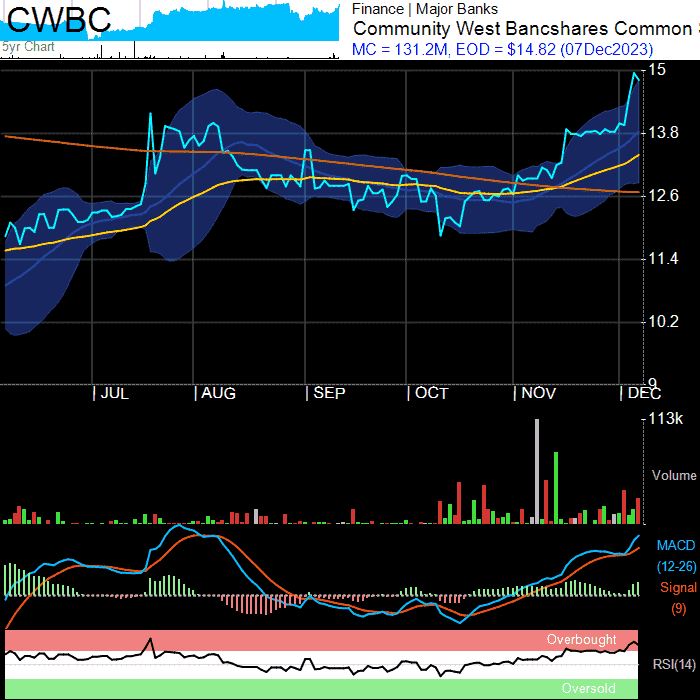 CWBC
5yr Chart
Finance | Major Banks
Community West Bancshares Common
MC = 131.2M, EOD = $14.82 (07Dec2023)
15
13.8
12.6
11.4
10.2
9
| JUL | AUG | SEP | OCT | NOV | DEC
113k
Volume
MACD
(12-26)
Signal
(9)
Overbought
RSI(14)
Oversold